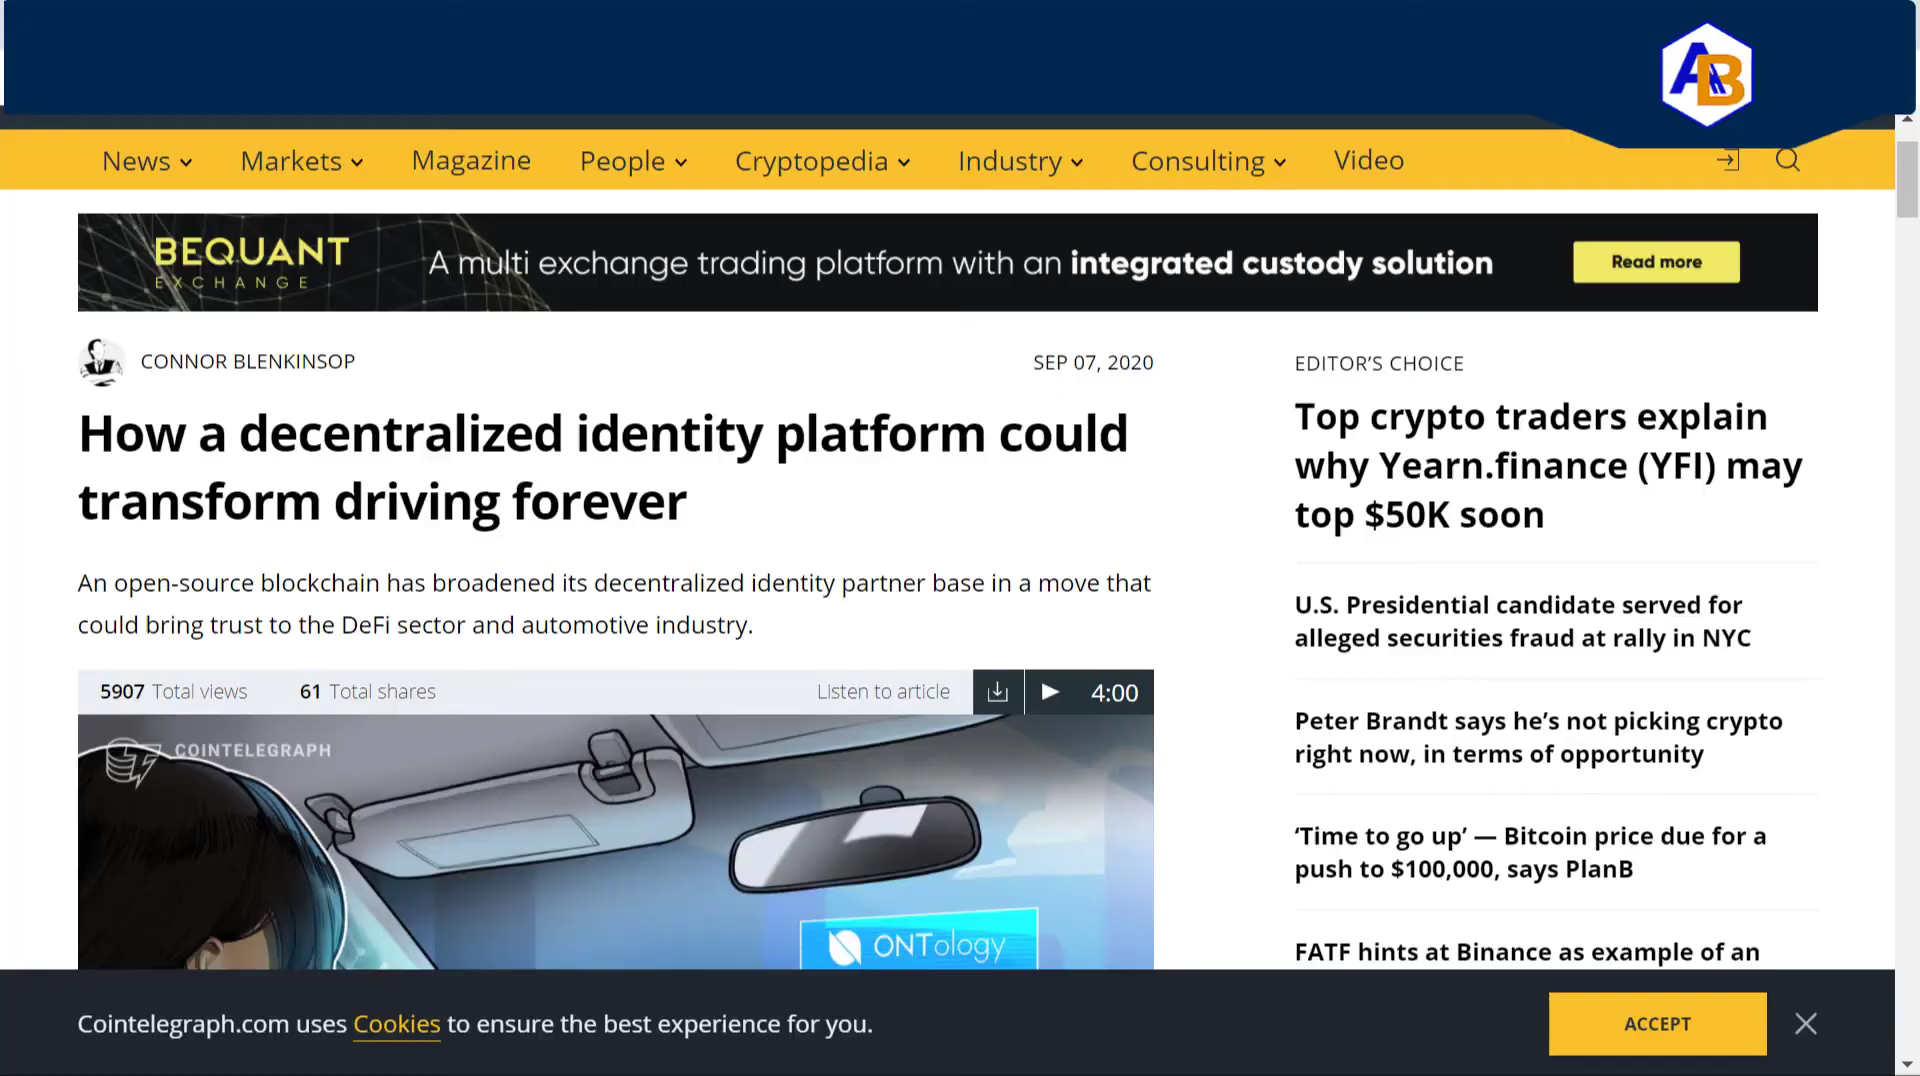 AB
News Markets Magazine People Cryptopedia Industry Consulting Video
BEQUANT
EXCHANGE
A multi exchange trading platform with an integrated custody solution
Read more
CONNOR BLENKINSOP
SEP 07, 2020
How a decentralized identity platform could
transform driving forever
An open-source blockchain has broadened its decentralized identity partner base in a move that
could bring trust to the DeFi sector and automotive industry.
5907 Total views 61 Total shares Listen to article 4:00
COINTELEGRAPH
ONTology
EDITOR’S CHOICE
Top crypto traders explain
why Yearn.finance (YFI) may
top $50K soon
U.S. Presidential candidate served for
alleged securities fraud at rally in NYC
Peter Brandt says he’s not picking crypto
right now, in terms of opportunity
‘Time to go up’ — Bitcoin price due for a
push to $100,000, says PlanB
FATF hints at Binance as example of an
Cointelegraph.com uses Cookies to ensure the best experience for you.
ACCEPT